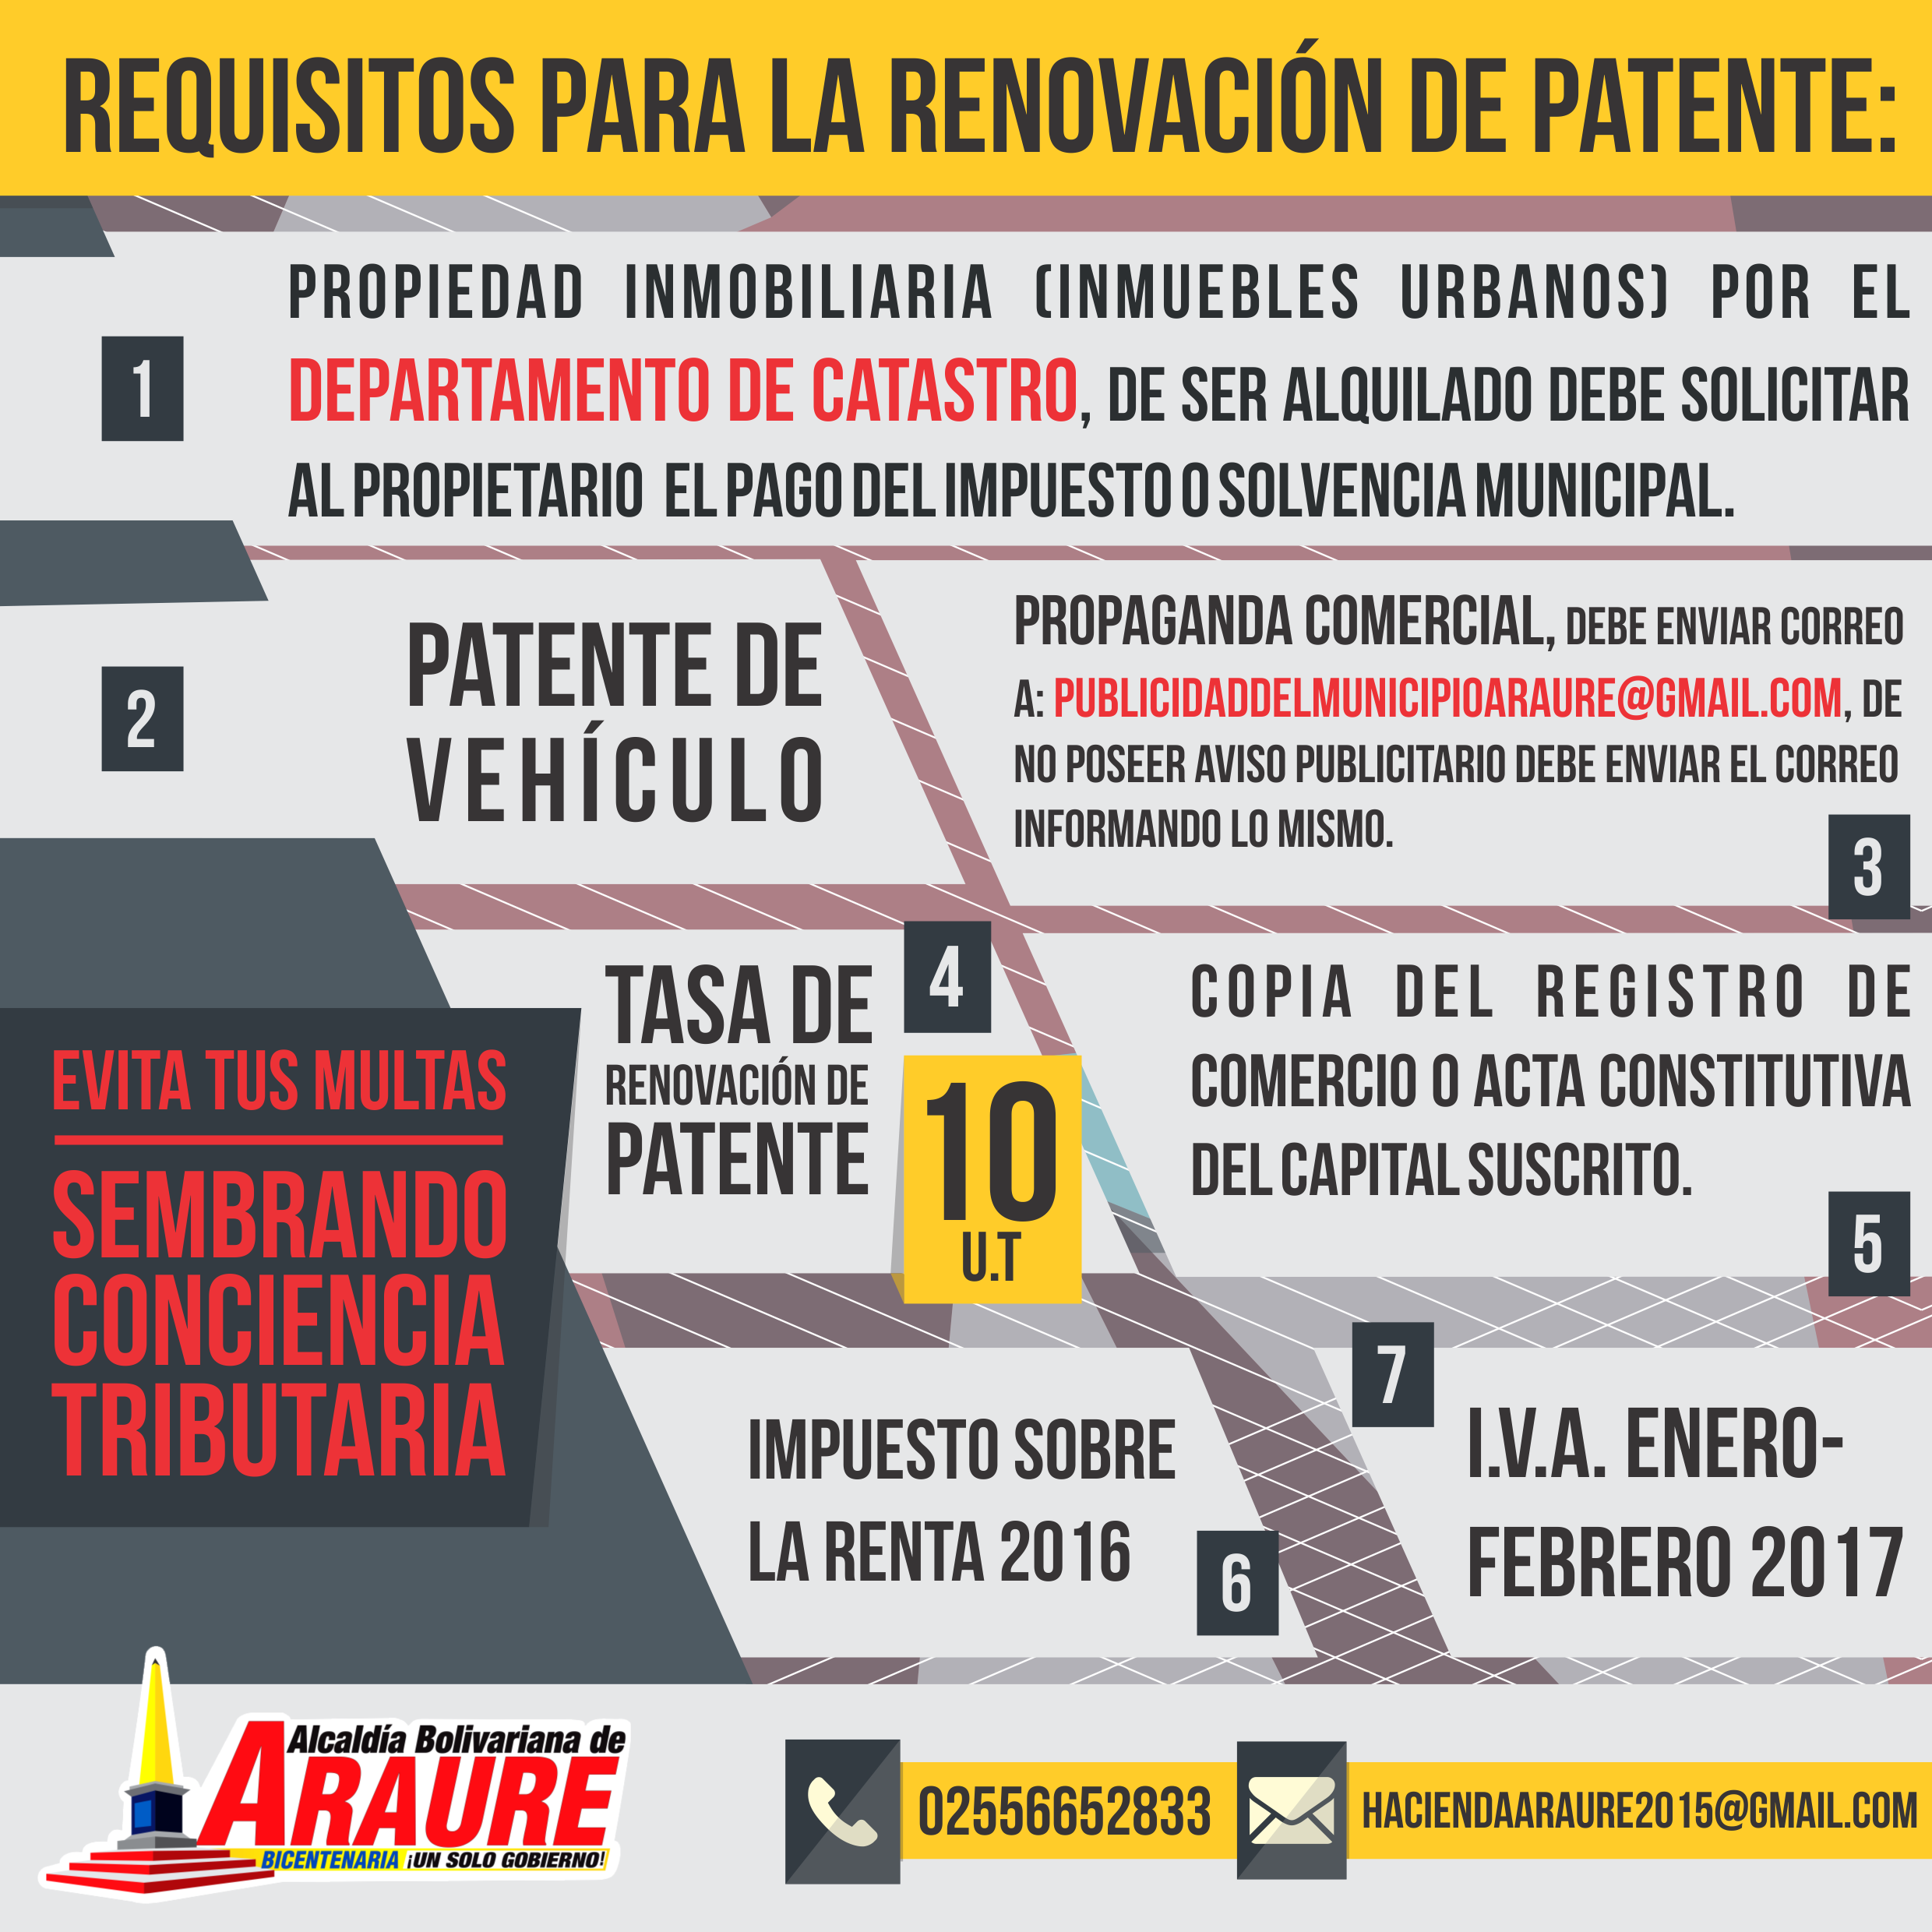 REQUISITOS PARA LA RENOVACIÓN DE PATENTE:
1
PROPIEDAD INMOBILIARIA (INMUEBLES URBANOS) POR EL
DEPARTAMENTO DE CATASTRO, DE SER ALQUILADO DEBE SOLICITAR
AL PROPIETARIO EL PAGO DEL IMPUESTO O SOLVENCIA MUNICIPAL.
2
PATENTE DE
VEHÍCULO
PROPAGANDA COMERCIAL, DEBE ENVIAR CORREO
A: PUBLICIDADDELMUNICIPIOARAURE@GMAIL.COM, DE
NO POSEER AVISO PUBLICITARIO DEBE ENVIAR EL CORREO
INFORMANDO LO MISMO.
3
TASA DE
RENOVACIÓN DE
PATENTE
4
10
U.T
COPIA DEL REGISTRO DE
COMERCIO O ACTA CONSTITUTIVA
DEL CAPITAL SUSCRITO.
5
EVITA TUS MULTAS
SEMBRANDO
CONCIENCIA
TRIBUTARIA
IMPUESTO SOBRE
LA RENTA 2016
6
7
I.V.A. ENERO-
FEBRERO 2017
Alcaldía Bolivariana de
ARAURE
BICENTENARIA ¡UN SOLO GOBIERNO!
02556652833
HACIENDAARAURE2015@GMAIL.COM